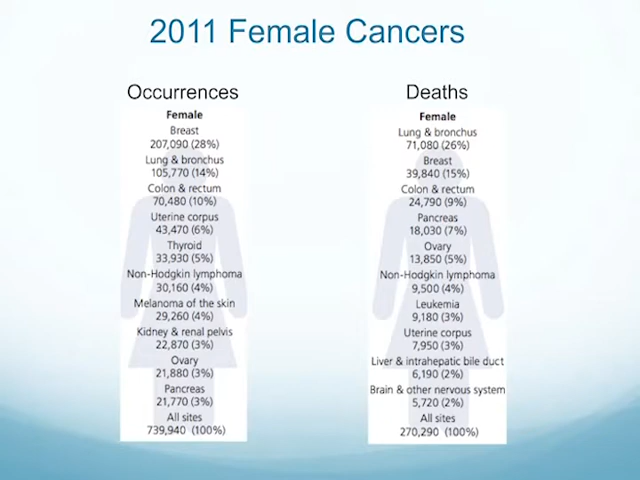 2011 Female Cancers
Occurrences
Female
Breast
207,090 (28%)
Lung & bronchus
105,770 (14%)
Colon & rectum
70,480 (10%)
Uterine corpus
43,470 (6%)
Thyroid
33,930 (5%)
Non-Hodgkin lymphoma
30,160 (4%)
Melanoma of the skin
29,260 (4%)
Kidney & renal pelvis
22,870 (3%)
Ovary
21,880 (3%)
Pancreas
21,770 (3%)
All sites
739,940 (100%)
Deaths
Female
Lung & bronchus
71,080 (26%)
Breast
39,840 (15%)
Colon & rectum
24,790 (9%)
Pancreas
18,030 (7%)
Ovary
13,850 (5%)
Non-Hodgkin lymphoma
9,500 (4%)
Leukemia
9,180 (3%)
Uterine corpus
7,950 (3%)
Liver & intrahepatic bile duct
6,190 (2%)
Brain & other nervous system
5,720 (2%)
All sites
270,290 (100%)